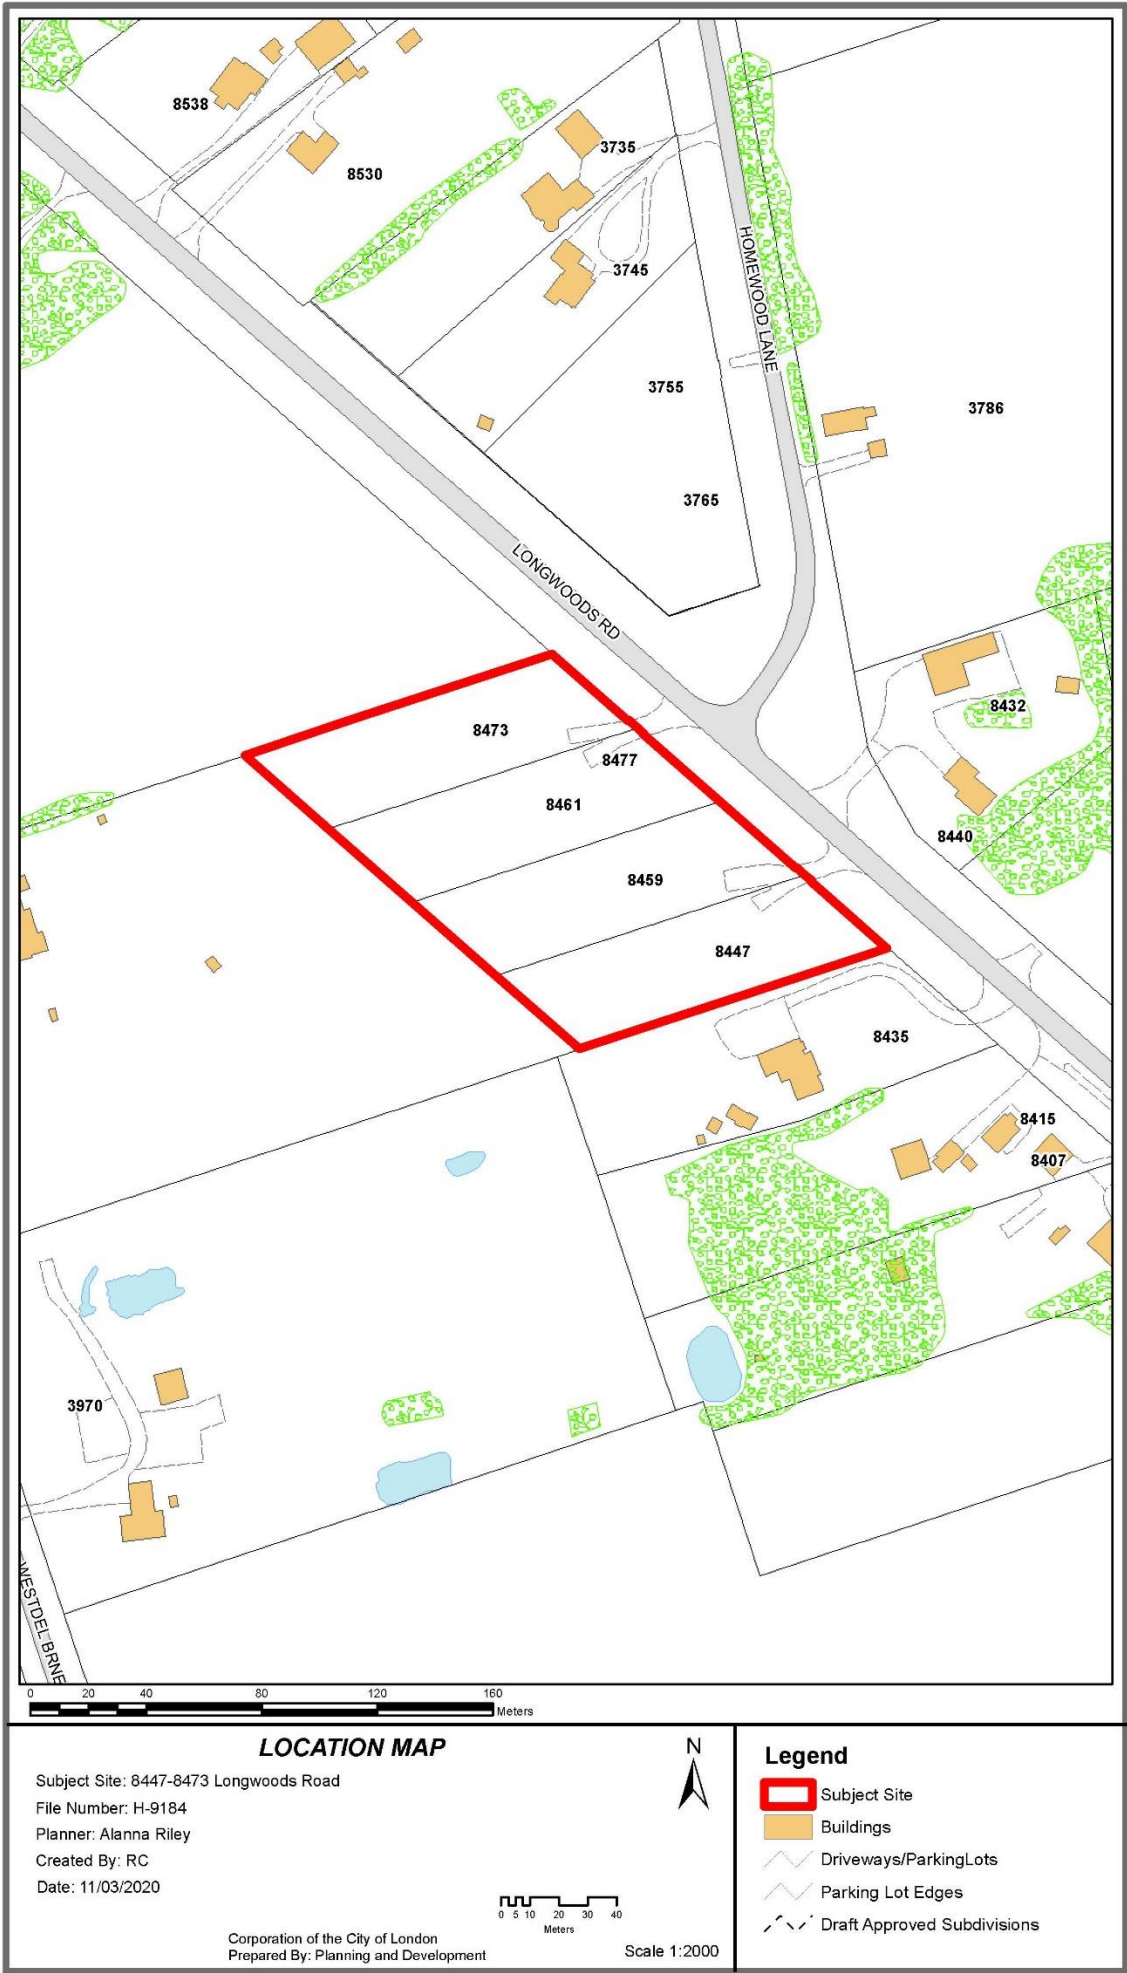 8538
8530
3735
3745
HOMEWOOD LANE
3755
3786
3765
LONGWOODS RD
8473
8477
8461
8432
8440
8459
8447
8435
8415
8407
3970
WESTDEL BRNE
0 20 40 80 120 160
Meters
LOCATION MAP
Subject Site: 8447-8473 Longwoods Road
File Number: H-9184
Planner: Alanna Riley
Created By: RC
Date: 11/03/2020
N
0 5 10 20 30 40
Meters
Corporation of the City of London
Prepared By: Planning and Development
Scale 1:2000
Legend
Subject Site
Buildings
Driveways/ParkingLots
Parking Lot Edges
Draft Approved Subdivisions